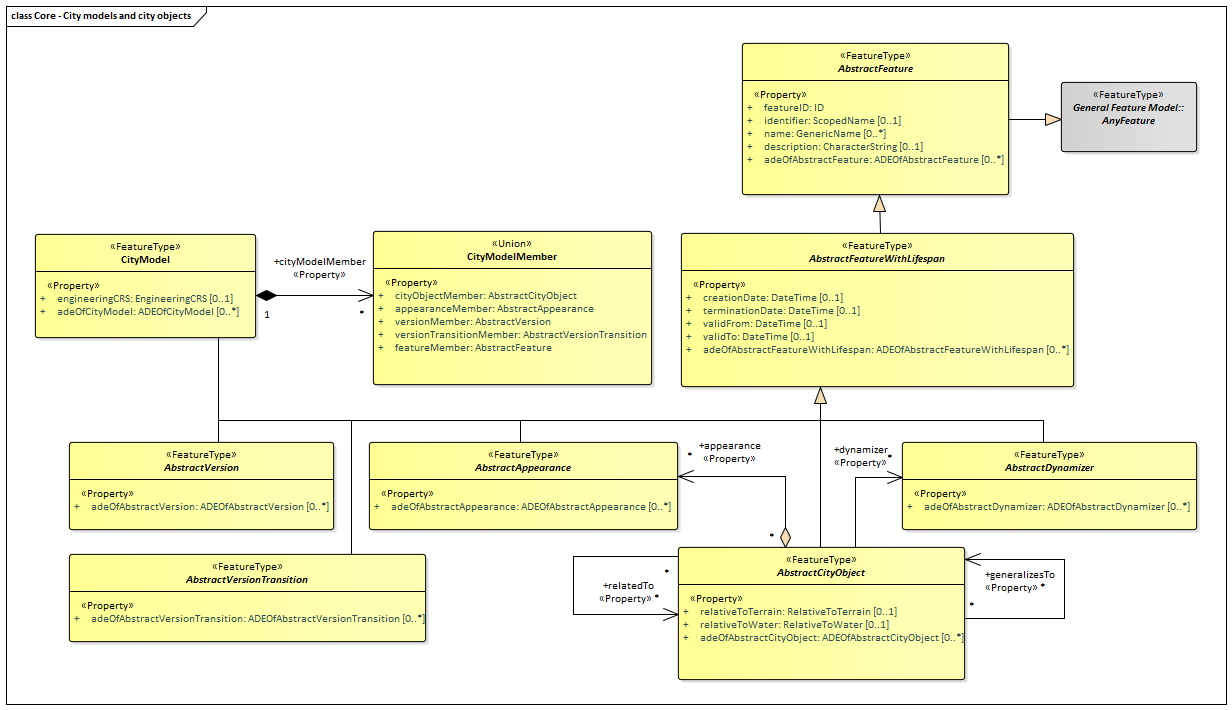 class Core - City models and city objects
«FeatureType»
AbstractFeature
«Property»
+ featureID: ID
+ identifier: ScopedName [0..1]
+ name: GenericName [0..*]
+ description: CharacterString [0..1]
+ adeOfAbstractFeature: ADEOfAbstractFeature [0..*]
«FeatureType»
General Feature Model::
AnyFeature
«FeatureType»
CityModel
«Property»
+ engineeringCRS: EngineeringCRS [0..1]
+ adeOfCityModel: ADEOfCityModel [0..*]
+cityModelMember
«Property»
1
*
«Union»
CityModelMember
«Property»
+ cityObjectMember: AbstractCityObject
+ appearanceMember: AbstractAppearance
+ versionMember: AbstractVersion
+ versionTransitionMember: AbstractVersionTransition
+ featureMember: AbstractFeature
«FeatureType»
AbstractFeatureWithLifespan
«Property»
+ creationDate: DateTime [0..1]
+ terminationDate: DateTime [0..1]
+ validFrom: DateTime [0..1]
+ validTo: DateTime [0..1]
+ adeOfAbstractFeatureWithLifespan: ADEOfAbstractFeatureWithLifespan [0..*]
«FeatureType»
AbstractVersion
«Property»
+ adeOfAbstractVersion: ADEOfAbstractVersion [0..*]
«FeatureType»
AbstractAppearance
«Property»
+ adeOfAbstractAppearance: ADEOfAbstractAppearance [0..*]
+appearance
* «Property»
*
+dynamizer
«Property» *
«FeatureType»
AbstractDynamizer
«Property»
+ adeOfAbstractDynamizer: ADEOfAbstractDynamizer [0..*]
«FeatureType»
AbstractVersionTransition
«Property»
+ adeOfAbstractVersionTransition: ADEOfAbstractVersionTransition [0..*]
*
+relatedTo
«Property» *
«FeatureType»
AbstractCityObject
«Property»
+ relativeToTerrain: RelativeToTerrain [0..1]
+ relativeToWater: RelativeToWater [0..1]
+ adeOfAbstractCityObject: ADEOfAbstractCityObject [0..*]
+generalizesTo
«Property» *
*